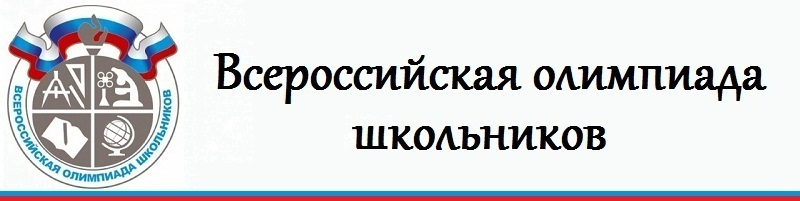 ВСЕРОССИЙСКАЯ ОЛИМПИАДА ШКОЛЬНИКОВ
Всероссийская олимпиада
школьников